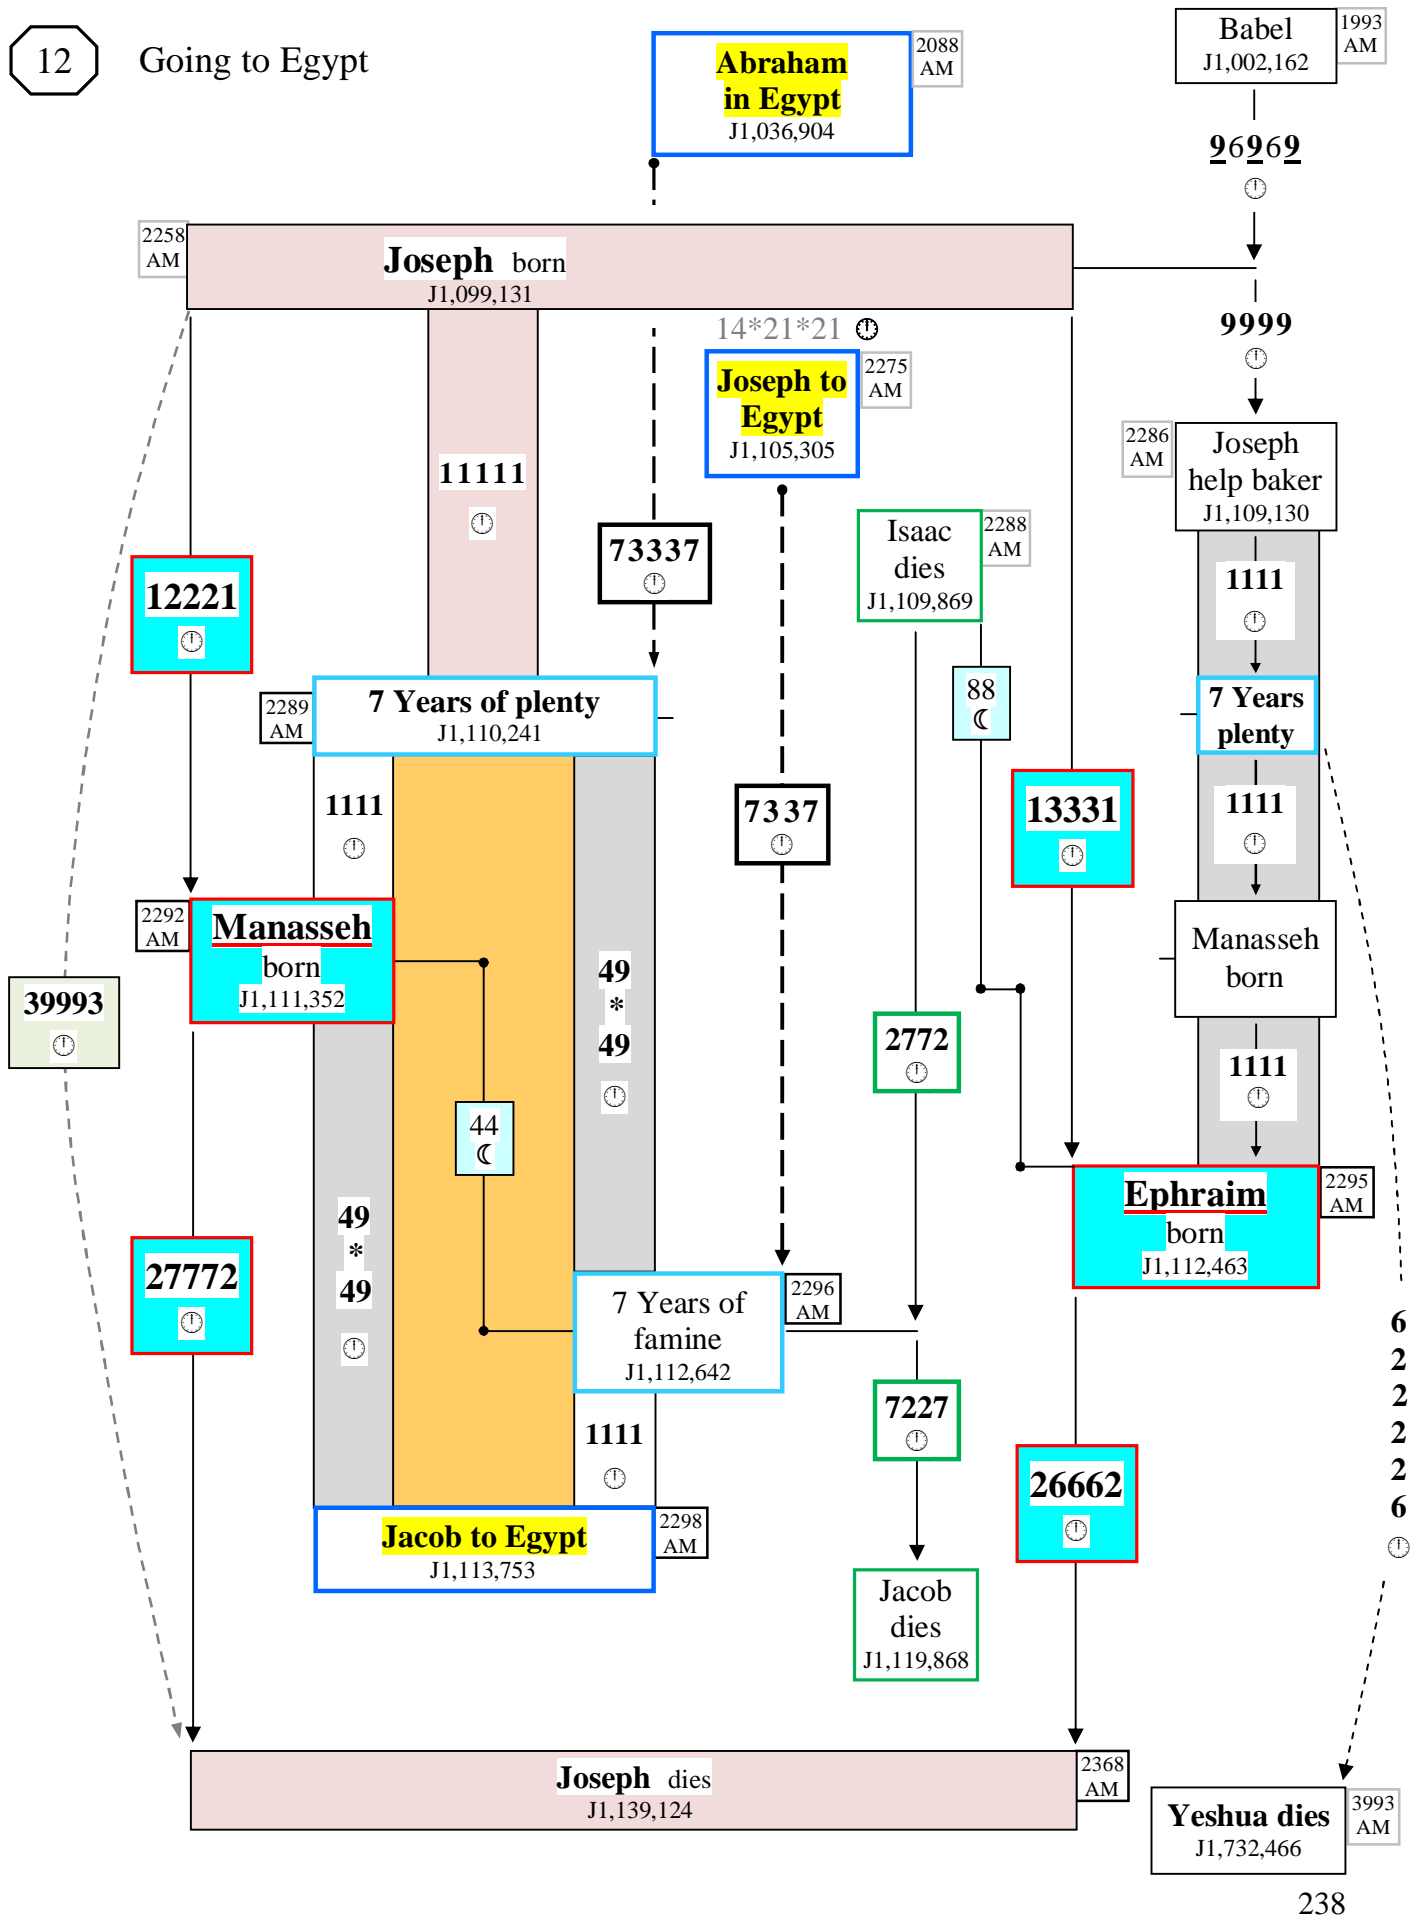 12
Going to Egypt
Abraham
in Egypt
J1,036,904
2088
AM
Babel
J1,002,162
1993
AM
96969
2258
AM
Joseph born
J1,099,131
14*21*21
9999
Joseph to
Egypt
J1,105,305
2275
AM
2286
AM
Joseph
help baker
J1,109,130
11111
73337
Isaac
dies
J1,109,869
2288
AM
12221
1111
2289
AM
7 Years of plenty
J1,110,241
88
7 Years
plenty
1111
7337
13331
1111
2292
AM
Manasseh
born
J1,111,352
Manasseh
born
39993
49
*
49
2772
1111
44
49
*
49
Ephraim
born
J1,112,463
2295
AM
27772
7 Years of
famine
J1,112,642
2296
AM
6
2
2
2
2
6
7227
1111
26662
Jacob to Egypt
J1,113,753
2298
AM
Jacob
dies
J1,119,868
Joseph dies
J1,139,124
2368
AM
Yeshua dies
J1,732,466
3993
AM
238